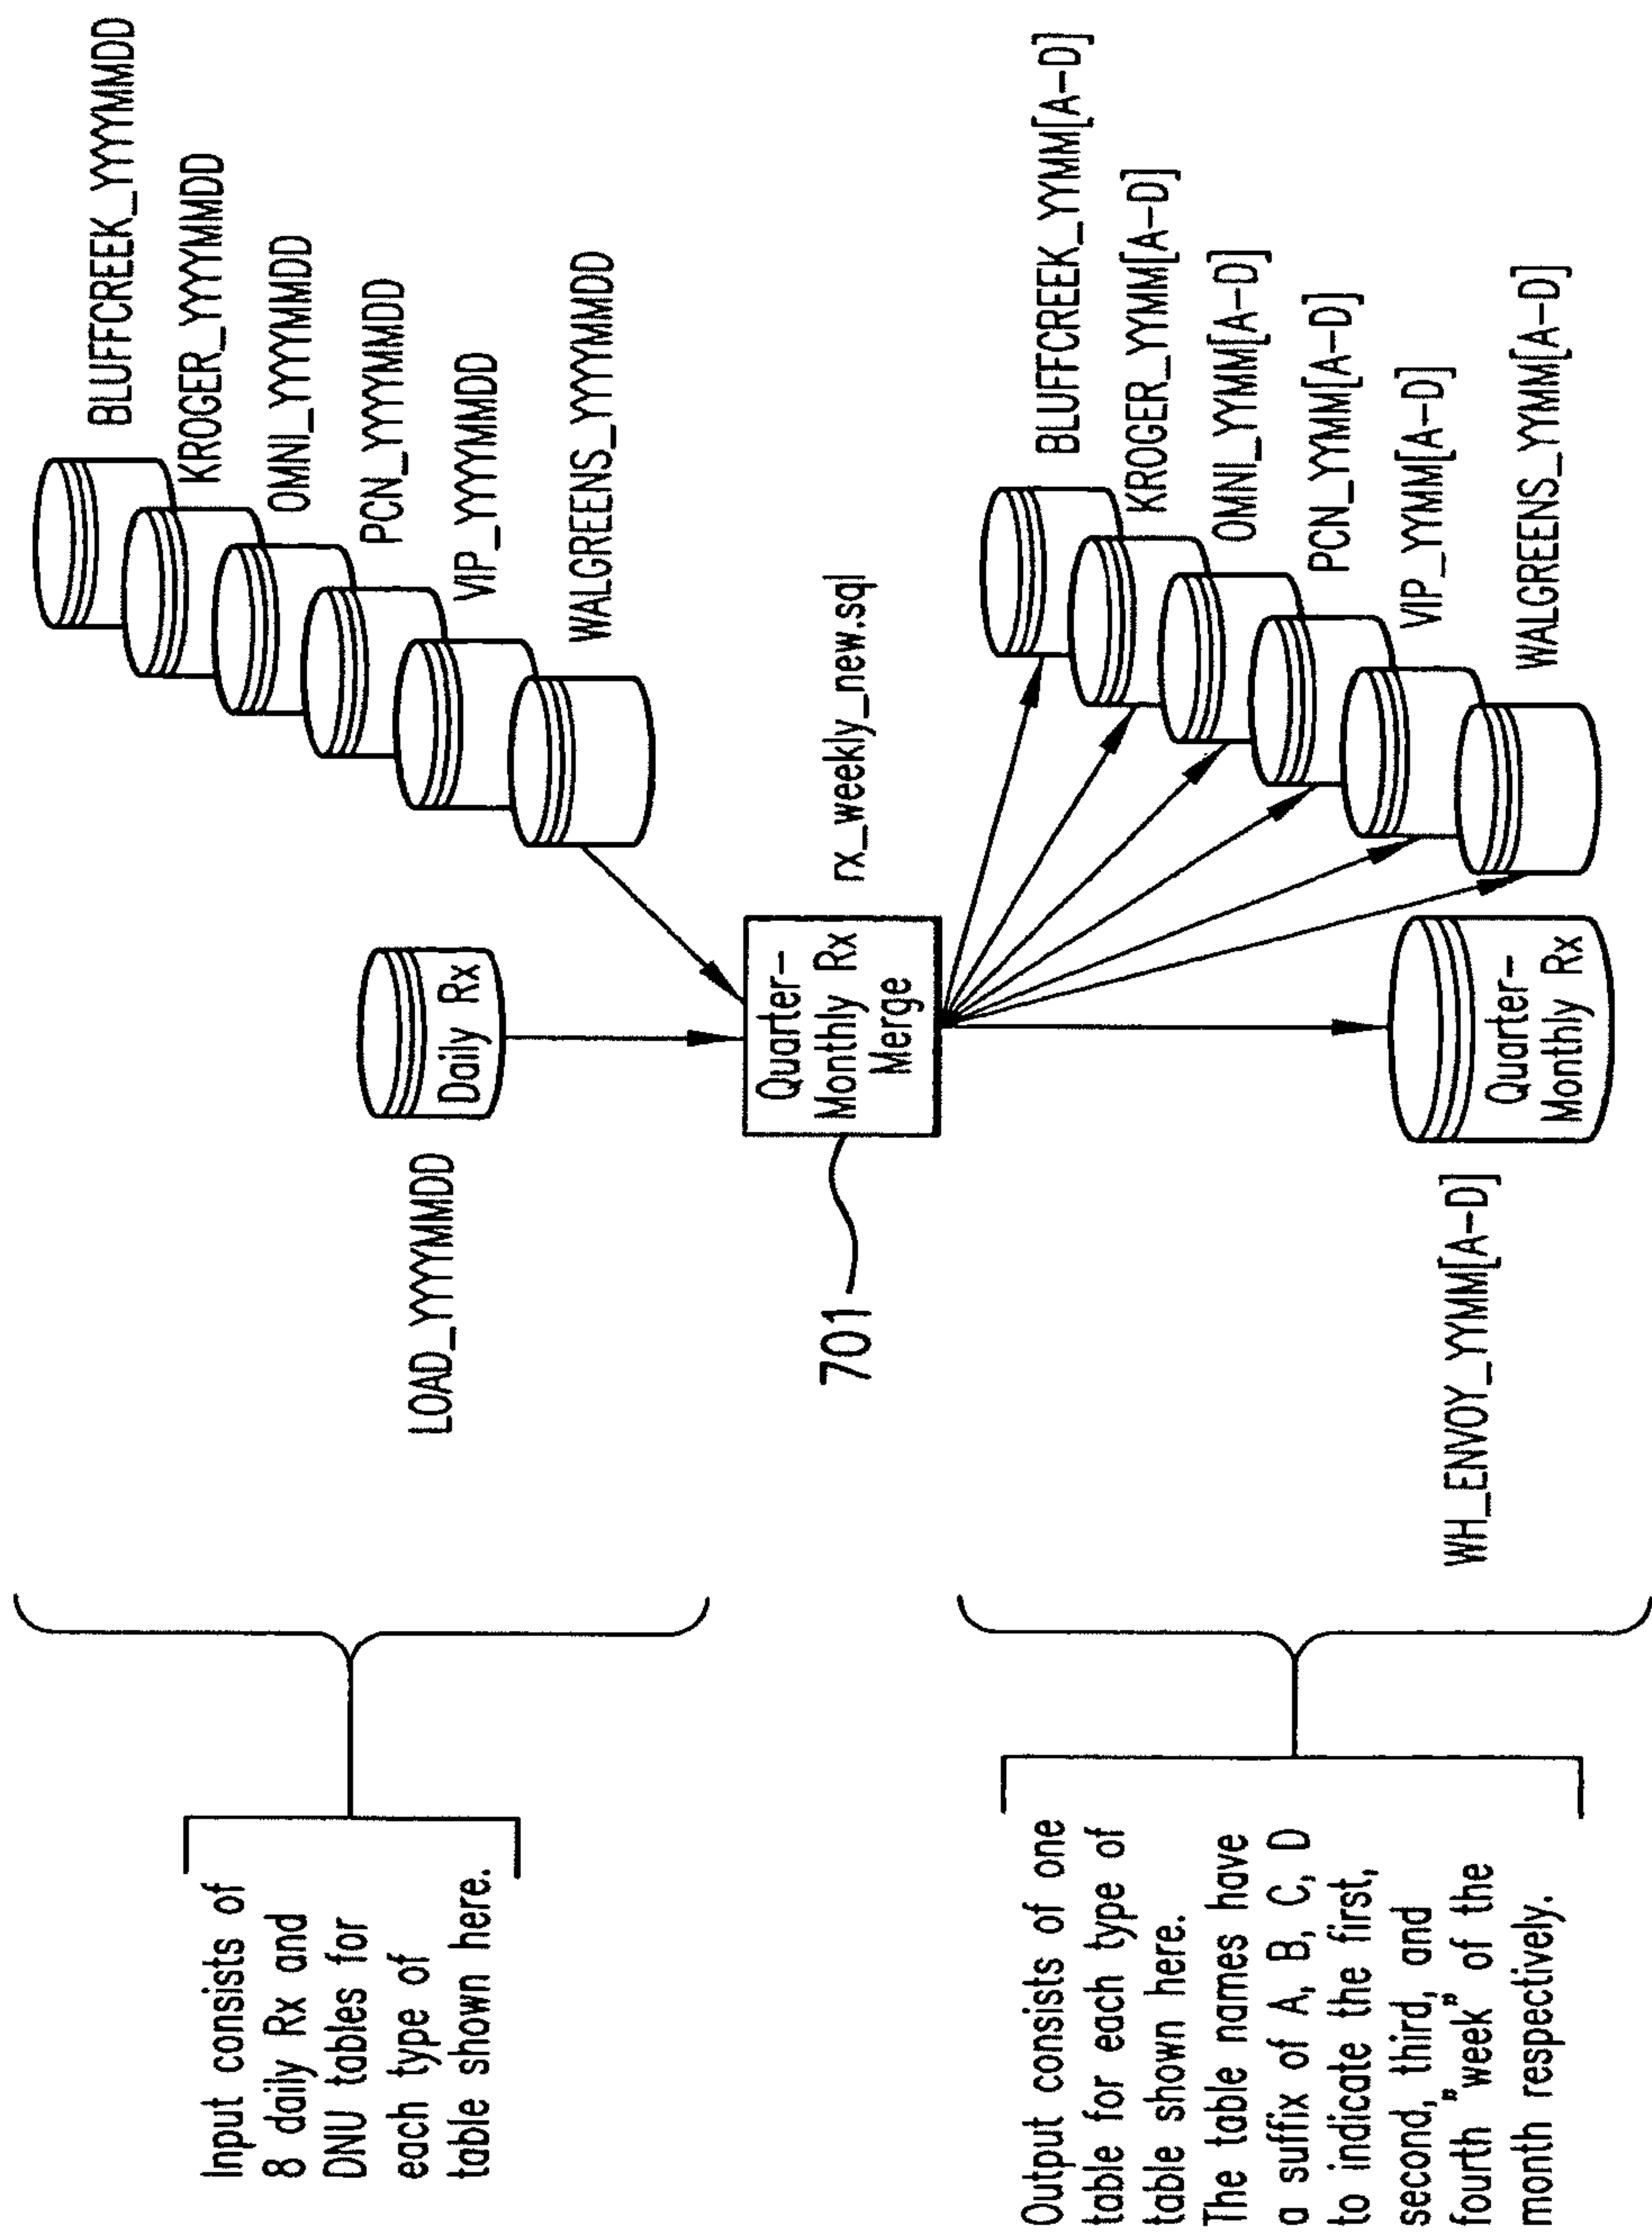 Input consists of
8 daily Rx and
DNU tables for
each type of
table shown here.
LOAD_YYYYMMDD
Daily Rx
BLUFFCREEK_YYYYMMDD
KROGER_YYYYMMDD
OMNI_YYYYMMDD
PCN_YYYYMMDD
VIP_YYYYMMDD
WALGREENS_YYYYMMDD
701
Quarter-
Monthly Rx
Merge
rx_weekly_new.sql
Output consists of one
table for each type of
table shown here.
The table names have
a suffix of A, B, C, D
to indicate the first,
second, third, and
fourth "week" of the
month respectively.
WH_ENVOY_YYMM[A-D]
Quarter-
Monthly Rx
BLUFFCREEK_YYMM[A-D]
KROGER_YYMM[A-D]
OMNI_YYMM[A-D]
PCN_YYMM[A-D]
VIP_YYMM[A-D]
WALGREENS_YYMM[A-D]